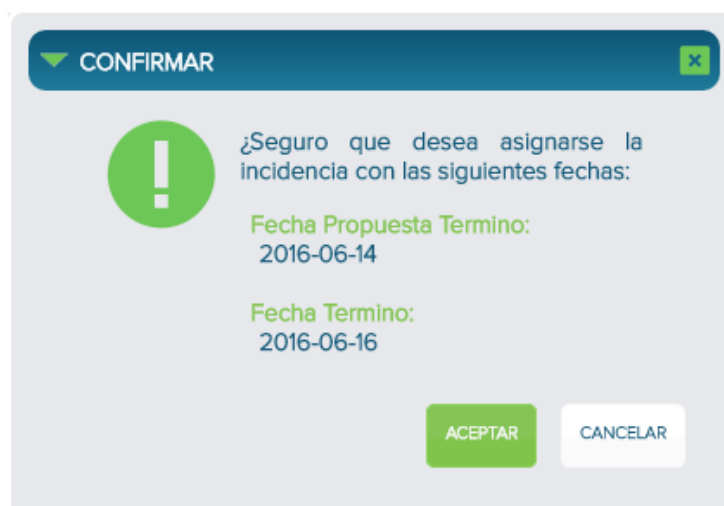 CONFIRMAR
¿Seguro que desea asignarse la
incidencia con las siguientes fechas:
Fecha Propuesta Termino:
2016-06-14
Fecha Termino:
2016-06-16
ACEPTAR CANCELAR